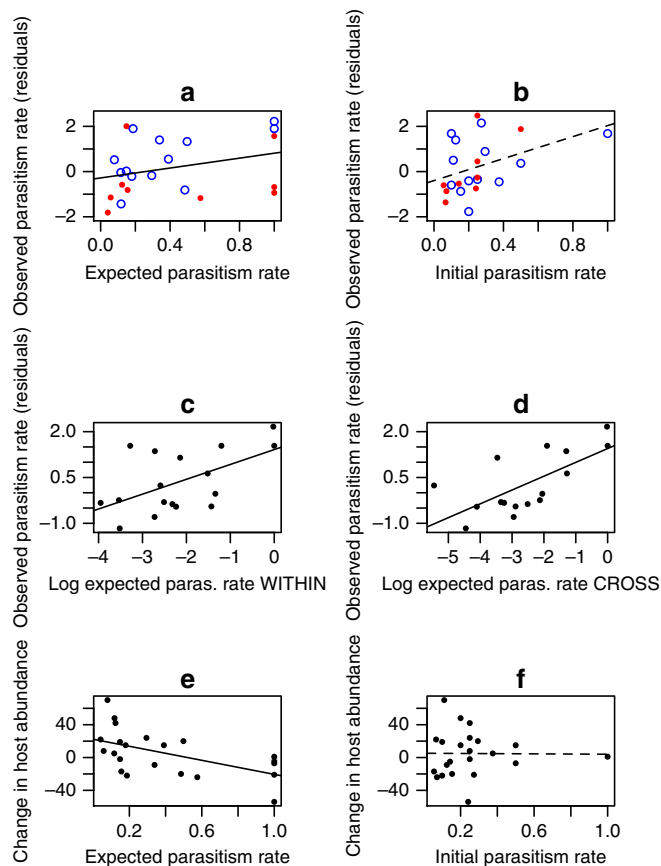 a
Observed parasitism rate (residuals)
2
0
−2
0.0 0.4 0.8
Expected parasitism rate
b
Observed parasitism rate (residuals)
2
0
−2
0.0 0.4 0.8
Initial parasitism rate
c
Observed parasitism rate (residuals)
2.0
0.5
−1.0
−4 −3 −2 −1 0
Log expected paras. rate WITHIN
d
Observed parasitism rate (residuals)
2.0
0.5
−1.0
−5 −4 −3 −2 −1 0
Log expected paras. rate CROSS
e
Change in host abundance
40
0
−40
0.2 0.6 1.0
Expected parasitism rate
f
Change in host abundance
40
0
−40
0.2 0.6 1.0
Initial parasitism rate